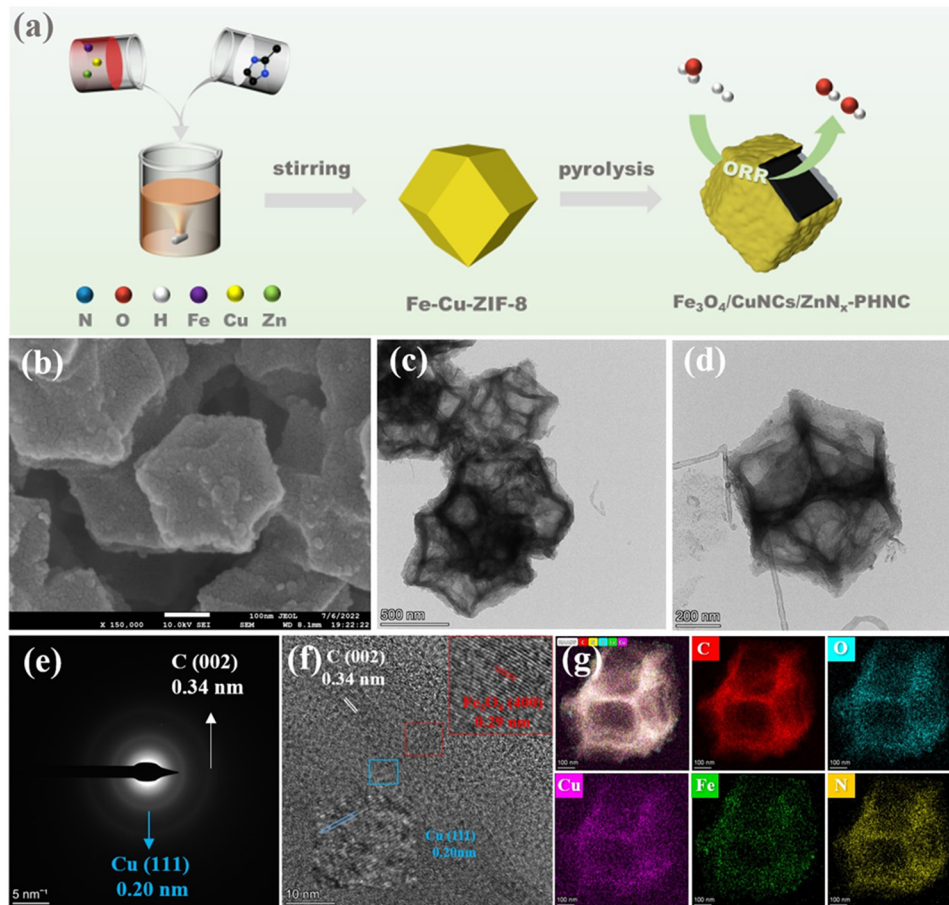 (a)
stirring
pyrolysis
ORR
N O H Fe Cu Zn
Fe-Cu-ZIF-8
Fe₃O₄/CuNCs/ZnNₓ-PHNC
(b)
X 150,000 10.0kV SEI SEM WD 8.1mm 19:22:22
100nm JEOL 7/6/2022
(c)
500 nm
(d)
200 nm
(e)
C (002)
0.34 nm
Cu (111)
0.20 nm
5 nm⁻¹
(f)
C (002)
0.34 nm
Fe₃O₄ (400)
0.29 nm
Cu (111)
0.20nm
10 nm
(g)
C
O
100 nm
100 nm
100 nm
Cu
Fe
N
100 nm
100 nm
100 nm